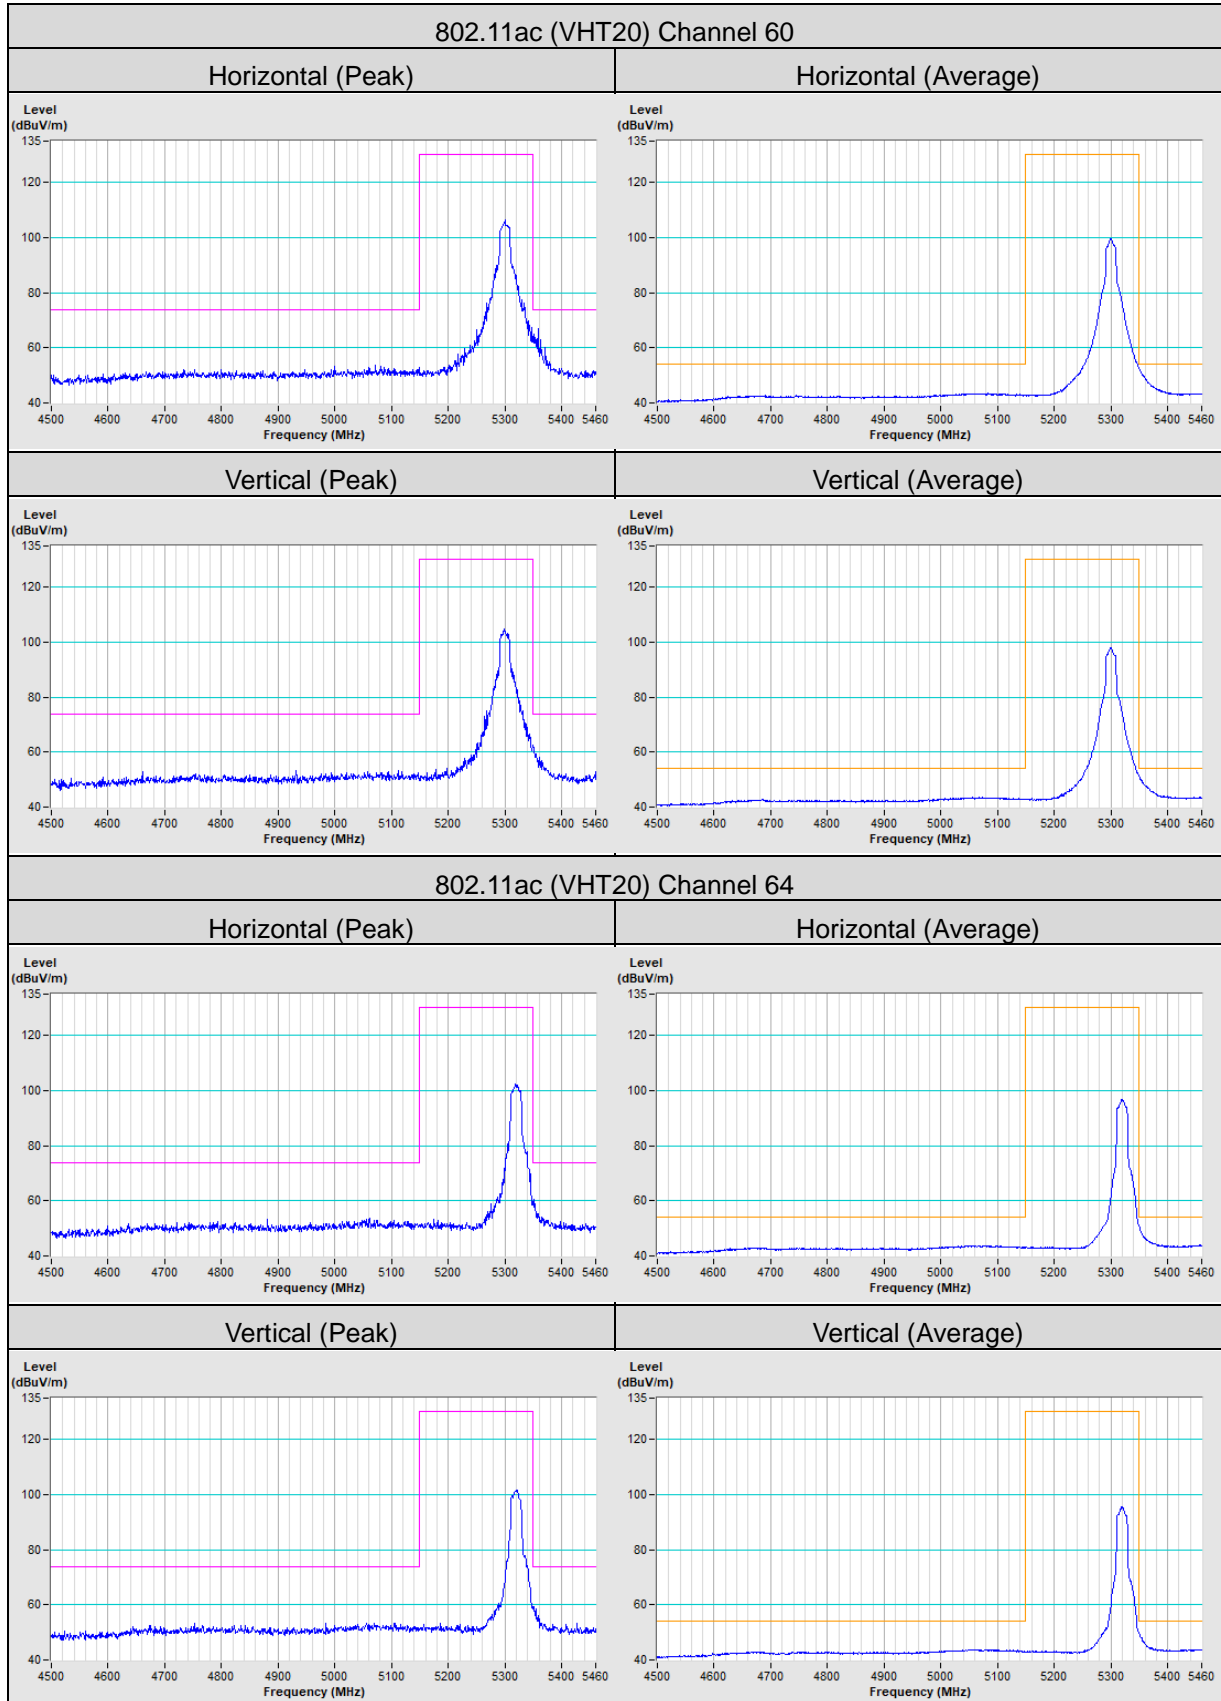 802.11ac (VHT20) Channel 60
Horizontal (Peak) Horizontal (Average)
Level
(dBuV/m)
135
120
100
80
60
40
4500 4600 4700 4800 4900 5000 5100 5200 5300 5400 5460
Frequency (MHz)
Level
(dBuV/m)
135
120
100
80
60
40
4500 4600 4700 4800 4900 5000 5100 5200 5300 5400 5460
Frequency (MHz)
Vertical (Peak) Vertical (Average)
Level
(dBuV/m)
135
120
100
80
60
40
4500 4600 4700 4800 4900 5000 5100 5200 5300 5400 5460
Frequency (MHz)
Level
(dBuV/m)
135
120
100
80
60
40
4500 4600 4700 4800 4900 5000 5100 5200 5300 5400 5460
Frequency (MHz)
802.11ac (VHT20) Channel 64
Horizontal (Peak) Horizontal (Average)
Level
(dBuV/m)
135
120
100
80
60
40
4500 4600 4700 4800 4900 5000 5100 5200 5300 5400 5460
Frequency (MHz)
Level
(dBuV/m)
135
120
100
80
60
40
4500 4600 4700 4800 4900 5000 5100 5200 5300 5400 5460
Frequency (MHz)
Vertical (Peak) Vertical (Average)
Level
(dBuV/m)
135
120
100
80
60
40
4500 4600 4700 4800 4900 5000 5100 5200 5300 5400 5460
Frequency (MHz)
Level
(dBuV/m)
135
120
100
80
60
40
4500 4600 4700 4800 4900 5000 5100 5200 5300 5400 5460
Frequency (MHz)